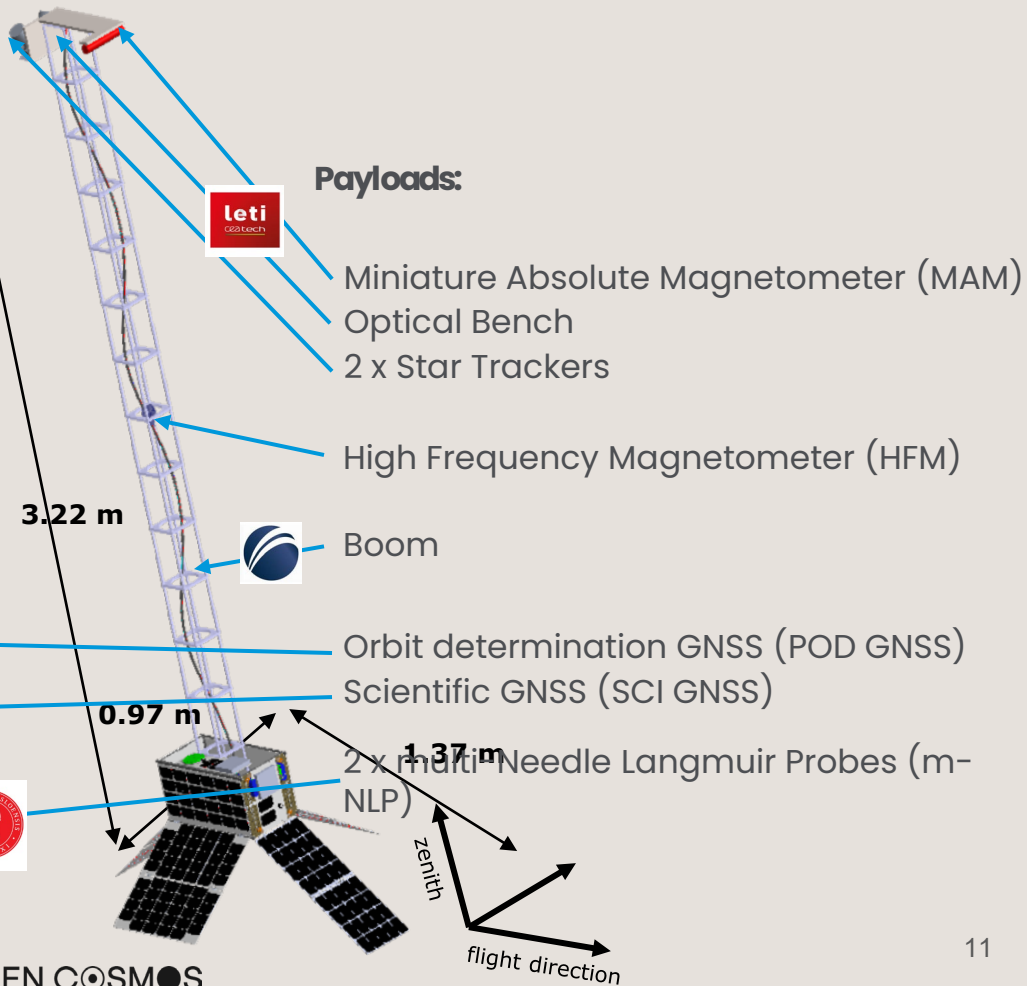 Payloads:
leti
ceatech
Miniature Absolute Magnetometer (MAM)
Optical Bench
2 x Star Trackers
High Frequency Magnetometer (HFM)
3.22 m
Boom
Orbit determination GNSS (POD GNSS)
Scientific GNSS (SCI GNSS)
0.97 m
1.37 m
2 x multi-Needle Langmuir Probes (m-
NLP)
zenith
flight direction
11
EN COSMOS